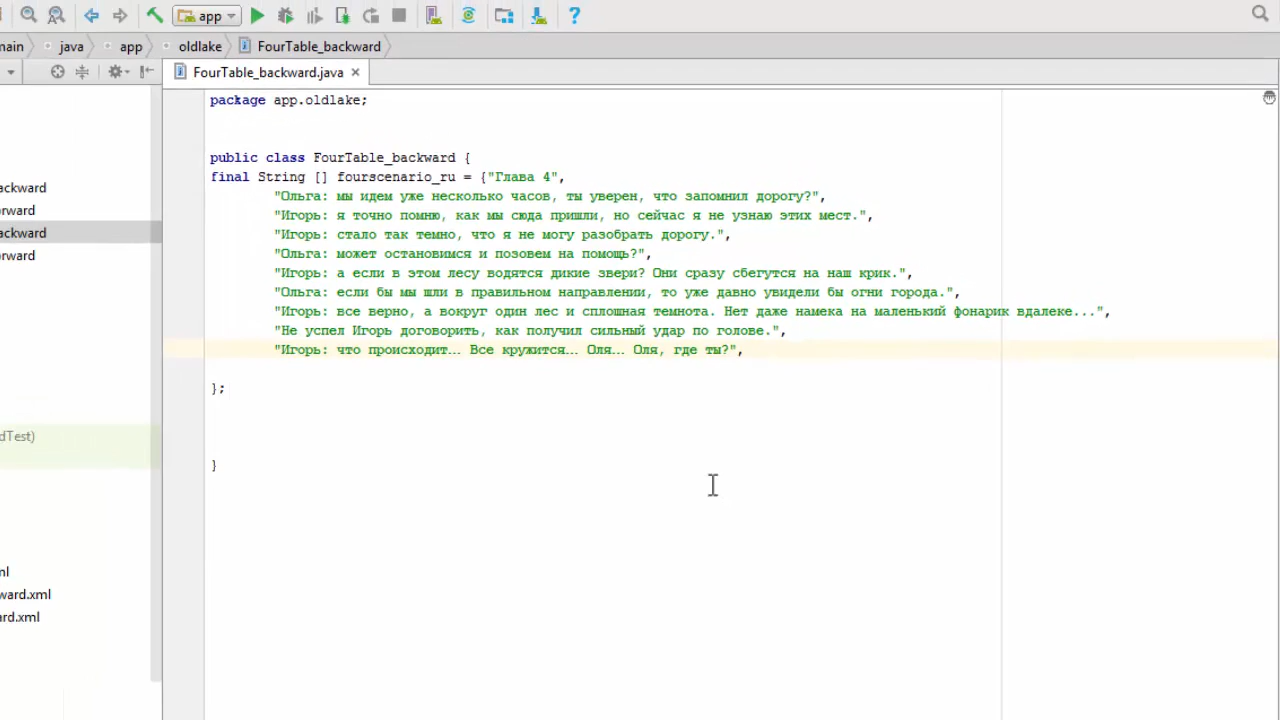 app
main java app oldlake FourTable_backward
FourTable_backward.java
package app.oldlake;
public class FourTable_backward {
final String [] fourscenario_ru = {"Глава 4",
"Ольга: мы идем уже несколько часов, ты уверен, что запомнил дорогу?",
"Игорь: я точно помню, как мы сюда пришли, но сейчас я не узнаю этих мест.",
"Игорь: стало так темно, что я не могу разобрать дорогу.",
"Ольга: может остановимся и позовем на помощь?",
"Игорь: а если в этом лесу водятся дикие звери? Они сразу сбегутся на наш крик.",
"Ольга: если бы мы шли в правильном направлении, то уже давно увидели бы огни города.",
"Игорь: все верно, а вокруг один лес и сплошная темнота. Нет даже намека на маленький фонарик вдалеке...",
"Не успел Игорь договорить, как получил сильный удар по голове.",
"Игорь: что происходит... Все кружится... Оля... Оля, где ты?",
};
}
ackward
orward
ackward
orward
dTest)
ml
ward.xml
ard.xml